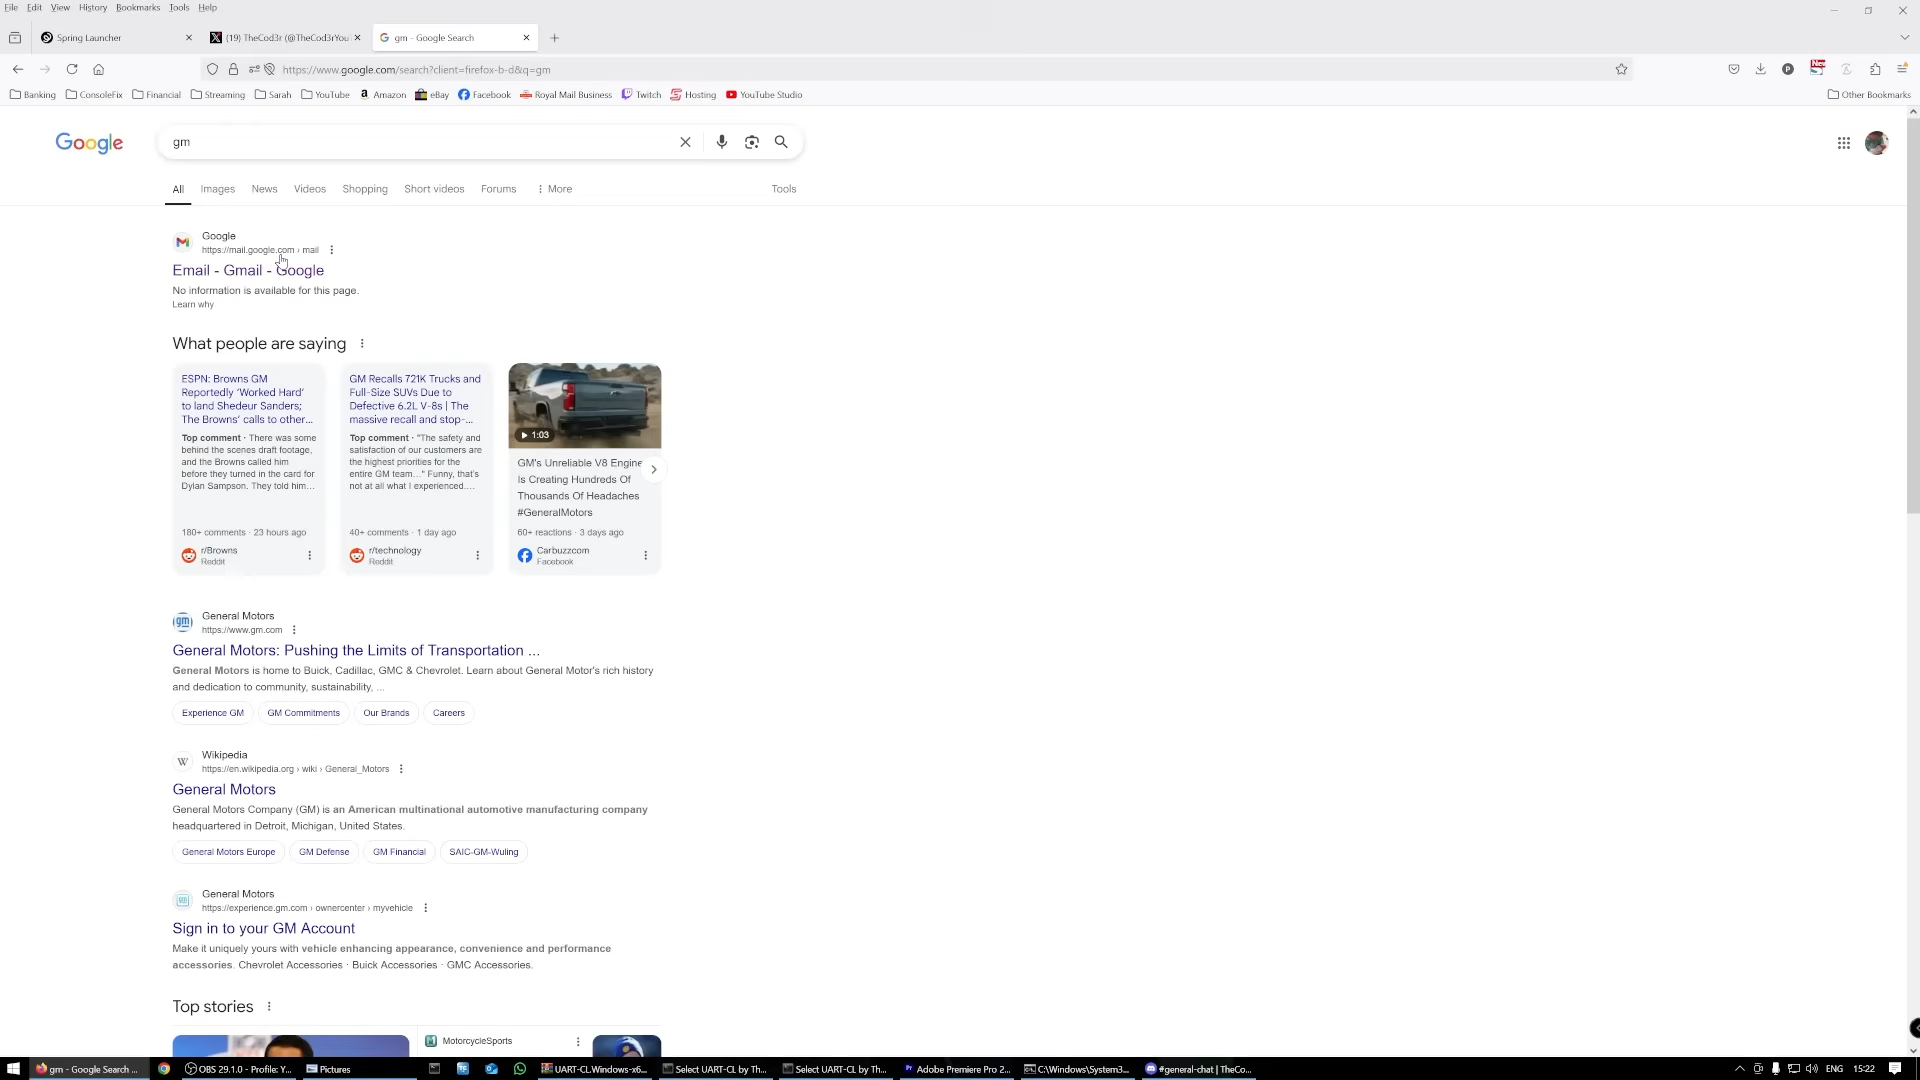 File Edit View History Bookmarks Tools Help
Spring Launcher
(19) TheCod3r (@TheCod3rYou
gm - Google Search
https://www.google.com/search?client=firefox-b-d&q=gm
Banking ConsoleFix Financial Streaming Sarah YouTube Amazon eBay Facebook Royal Mail Business Twitch Hosting YouTube Studio Other Bookmarks
Google
gm
All Images News Videos Shopping Short videos Forums More Tools
Google
https://mail.google.com › mail
Email - Gmail - Google
No information is available for this page.
Learn why
What people are saying
ESPN: Browns GM
Reportedly 'Worked Hard'
to land Shedeur Sanders;
The Browns' calls to other...
Top comment · There was some
behind the scenes draft footage,
and the Browns called him
before they turned in the card for
Dylan Sampson. They told him...
180+ comments · 23 hours ago
r/Browns
Reddit
GM Recalls 721K Trucks and
Full-Size SUVs Due to
Defective 6.2L V-8s | The
massive recall and stop-...
Top comment · "The safety and
satisfaction of our customers are
the highest priorities for the
entire GM team..." Funny, that's
not at all what I experienced....
40+ comments · 1 day ago
r/technology
Reddit
1:03
GM's Unreliable V8 Engine
Is Creating Hundreds Of
Thousands Of Headaches
#GeneralMotors
60+ reactions · 3 days ago
Carbuzzcom
Facebook
gm
General Motors
https://www.gm.com
General Motors: Pushing the Limits of Transportation ...
General Motors is home to Buick, Cadillac, GMC & Chevrolet. Learn about General Motor's rich history
and dedication to community, sustainability, ...
Experience GM GM Commitments Our Brands Careers
W
Wikipedia
https://en.wikipedia.org › wiki › General_Motors
General Motors
General Motors Company (GM) is an American multinational automotive manufacturing company
headquartered in Detroit, Michigan, United States.
General Motors Europe GM Defense GM Financial SAIC-GM-Wuling
General Motors
https://experience.gm.com › ownercenter › myvehicle
Sign in to your GM Account
Make it uniquely yours with vehicle enhancing appearance, convenience and performance
accessories. Chevrolet Accessories · Buick Accessories · GMC Accessories.
Top stories
MotorcycleSports
gm - Google Search ... OBS 29.1.0 - Profile: Y... Pictures UART-CL.Windows-x6... Select UART-CL by Th... Select UART-CL by Th... Adobe Premiere Pro 2... C:\Windows\System3... #general-chat | TheCo... ENG 15:22